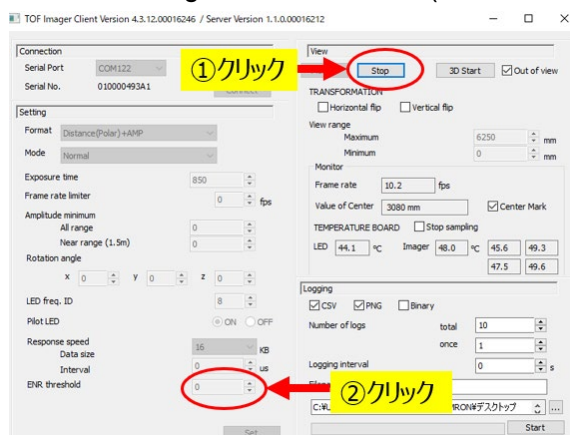 TOF Imager Client Version 4.3.12.00016246 / Server Version 1.1.0.00016212
Connection
Serial Port COM122
Serial No. 010000493A1
①クリック
Setting
Format Distance(Polar)+AMP
Mode Normal
Exposure time 850
Frame rate limiter 0 fps
Amplitude minimum
All range 0
Near range (1.5m) 0
Rotation angle
x 0 y 0 z 0
LED freq. ID 8
Pilot LED ON OFF
Response speed
Data size 16 KB
Interval 0 us
ENR threshold 0
Set
View
Stop 3D Start Out of view
TRANSFORMATION
Horizontal flip Vertical flip
View range
Maximum 6250 mm
Minimum 0 mm
Monitor
Frame rate 10.2 fps
Value of Center 3080 mm Center Mark
TEMPERATURE BOARD Stop sampling
LED 44.1 ℃ Imager 48.0 ℃ 45.6 49.3
47.5 49.6
Logging
CSV PNG Binary
Number of logs total 10
once 1
Logging interval 0 s
②クリック
MRON¥デスクトップ ...
Start